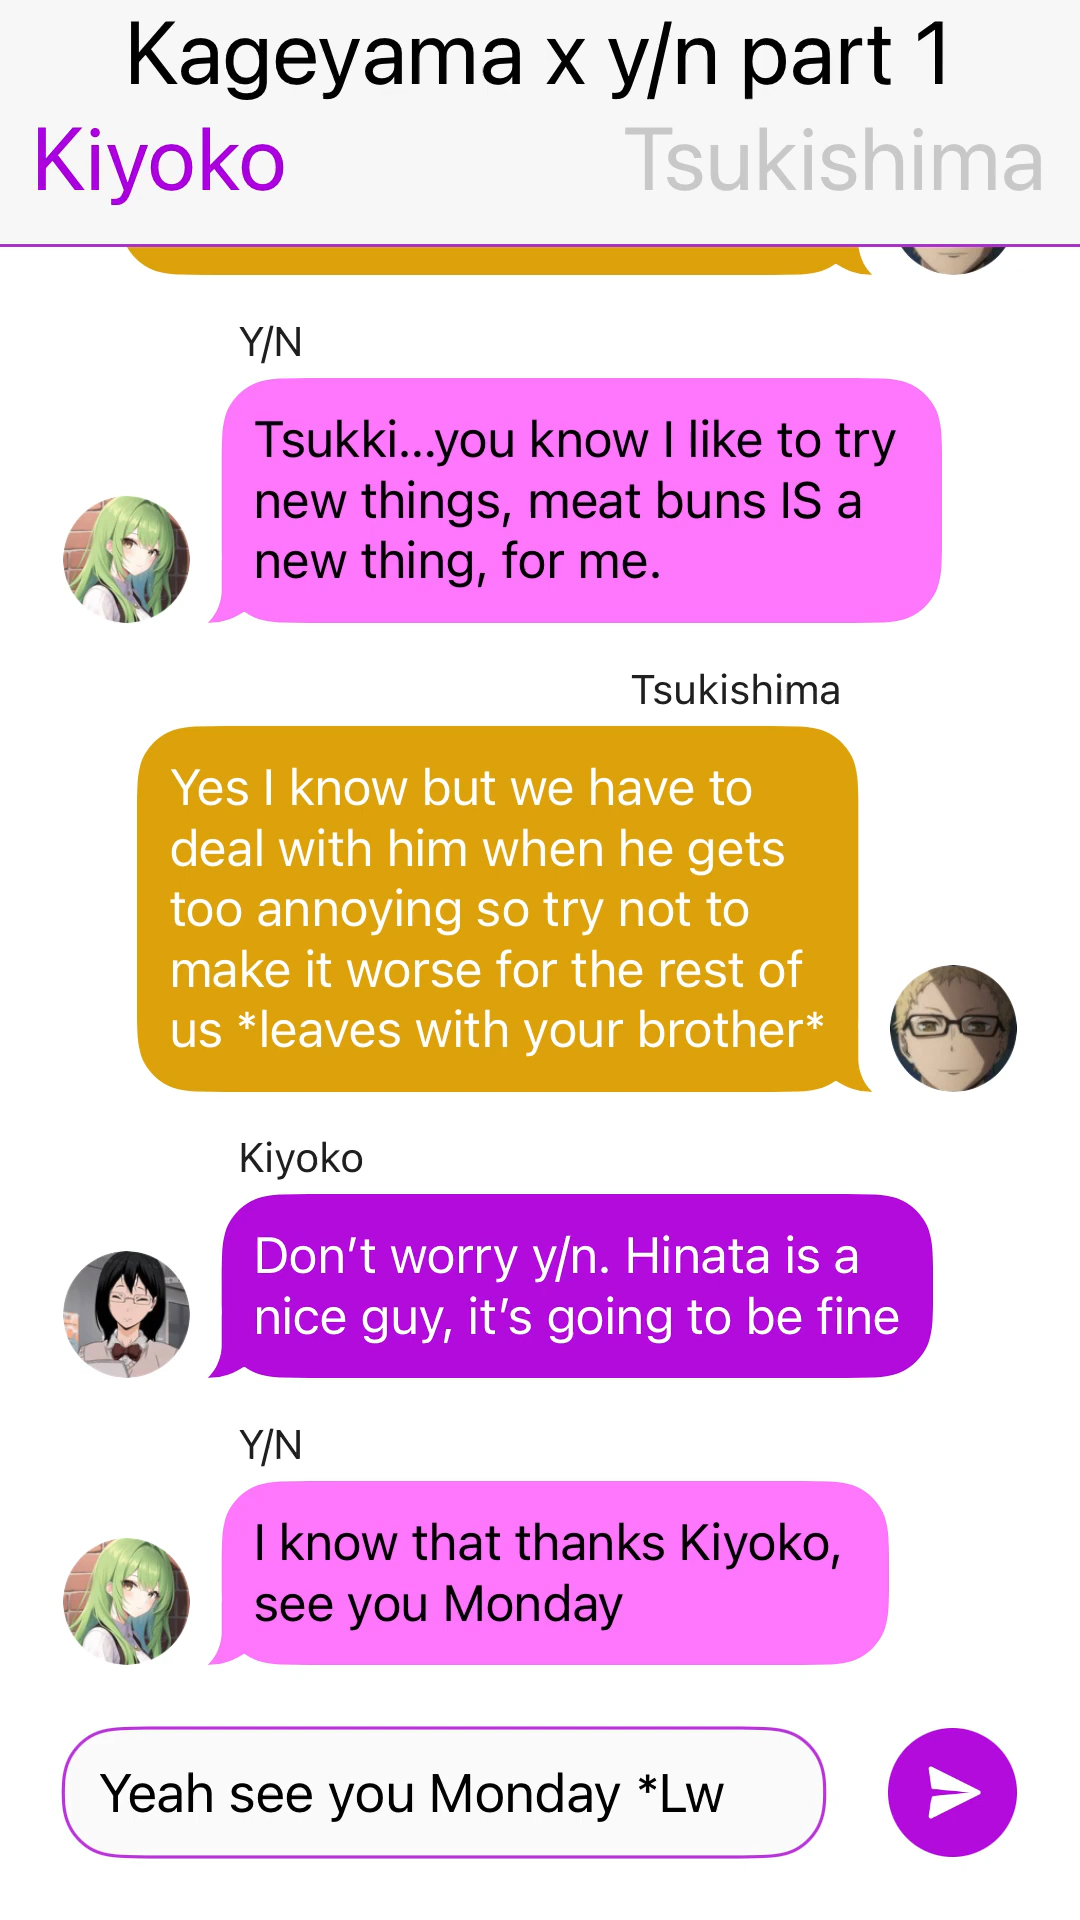 Kageyama x y/n part 1
Kiyoko
Tsukishima
Y/N
Tsukki...you know I like to try
new things, meat buns IS a
new thing, for me.
Tsukishima
Yes I know but we have to
deal with him when he gets
too annoying so try not to
make it worse for the rest of
us *leaves with your brother*
Kiyoko
Don’t worry y/n. Hinata is a
nice guy, it’s going to be fine
Y/N
I know that thanks Kiyoko,
see you Monday
Yeah see you Monday *Lw